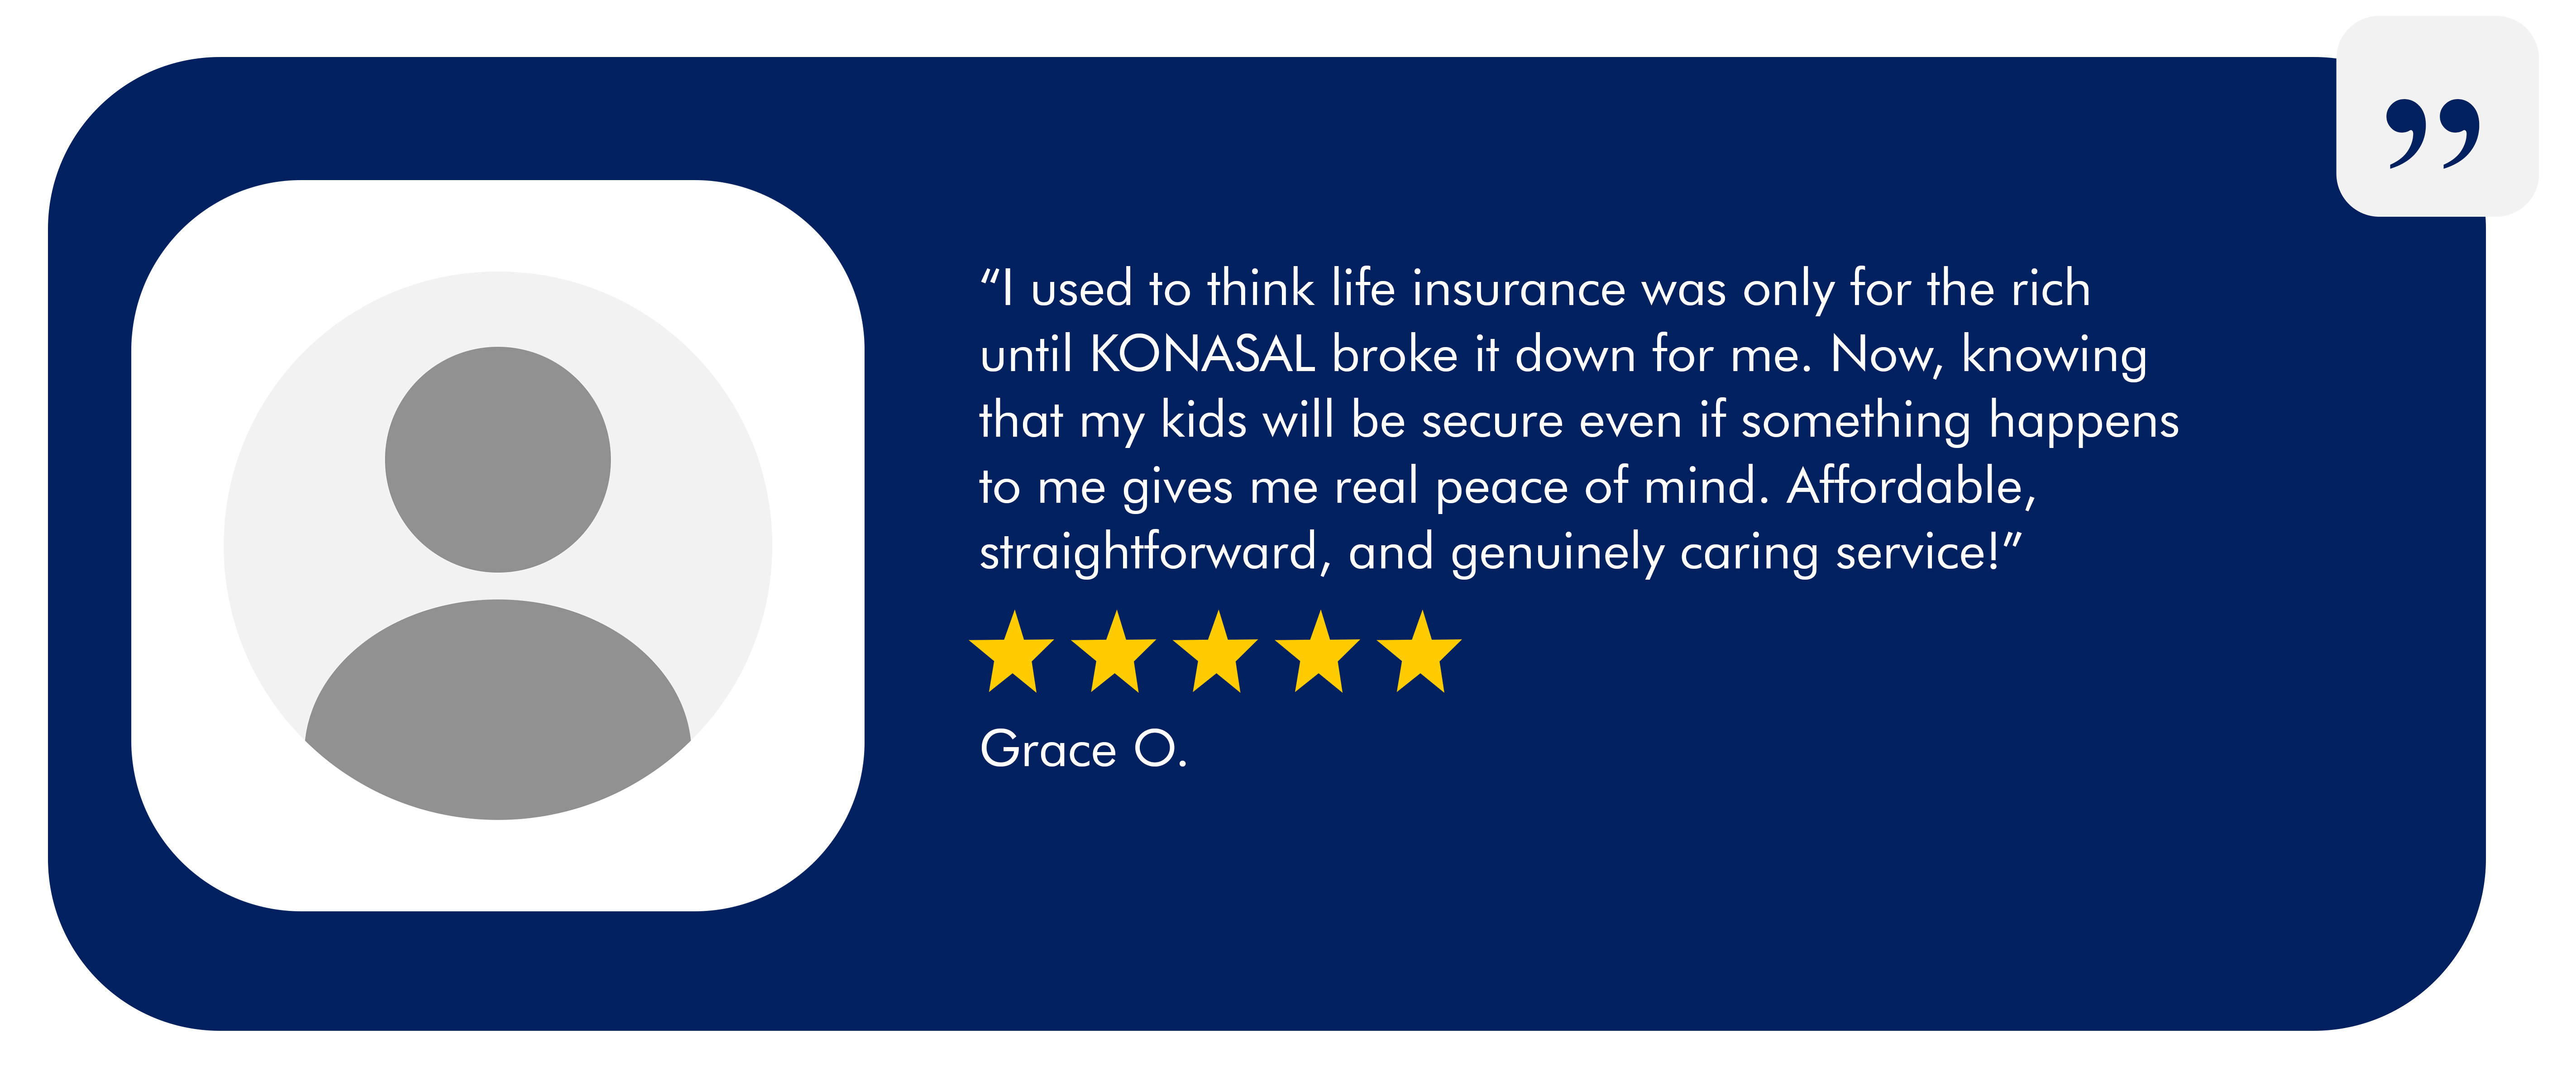 “I used to think life insurance was only for the rich
until KONASAL broke it down for me. Now, knowing
that my kids will be secure even if something happens
to me gives me real peace of mind. Affordable,
straightforward, and genuinely caring service!”
Grace O.